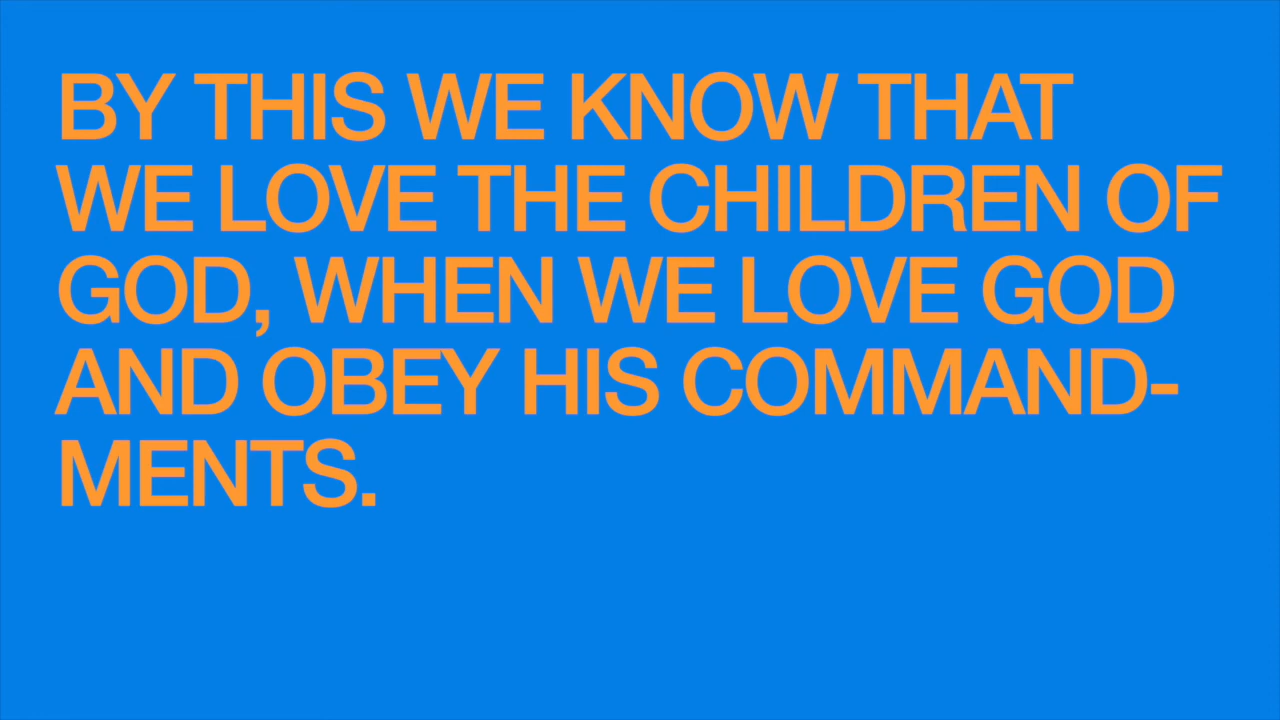 BY THIS WE KNOW THAT
WE LOVE THE CHILDREN OF
GOD, WHEN WE LOVE GOD
AND OBEY HIS COMMAND-
MENTS.